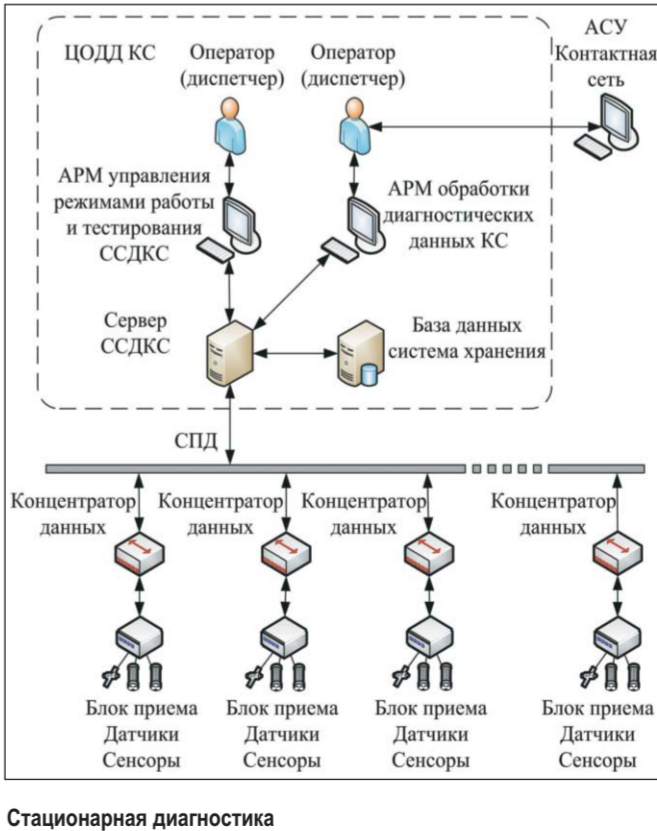 ЦОДД КС
Оператор
(диспетчер)
Оператор
(диспетчер)
АСУ
Контактная
сеть
АРМ управления
режимами работы
и тестирования
ССДКС
АРМ обработки
диагностических
данных КС
Сервер
ССДКС
База данных
система хранения
СПД
Концентратор
данных
Концентратор
данных
Концентратор
данных
Концентратор
данных
Блок приема
Датчики
Сенсоры
Блок приема
Датчики
Сенсоры
Блок приема
Датчики
Сенсоры
Блок приема
Датчики
Сенсоры
Стационарная диагностика